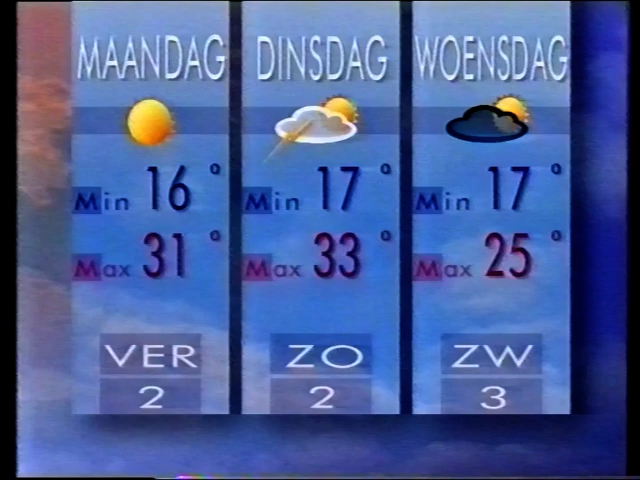 MAANDAG
Min 16°
Max 31°
VER
2
DINSDAG
Min 17°
Max 33°
ZO
2
WOENSDAG
Min 17°
Max 25°
ZW
3